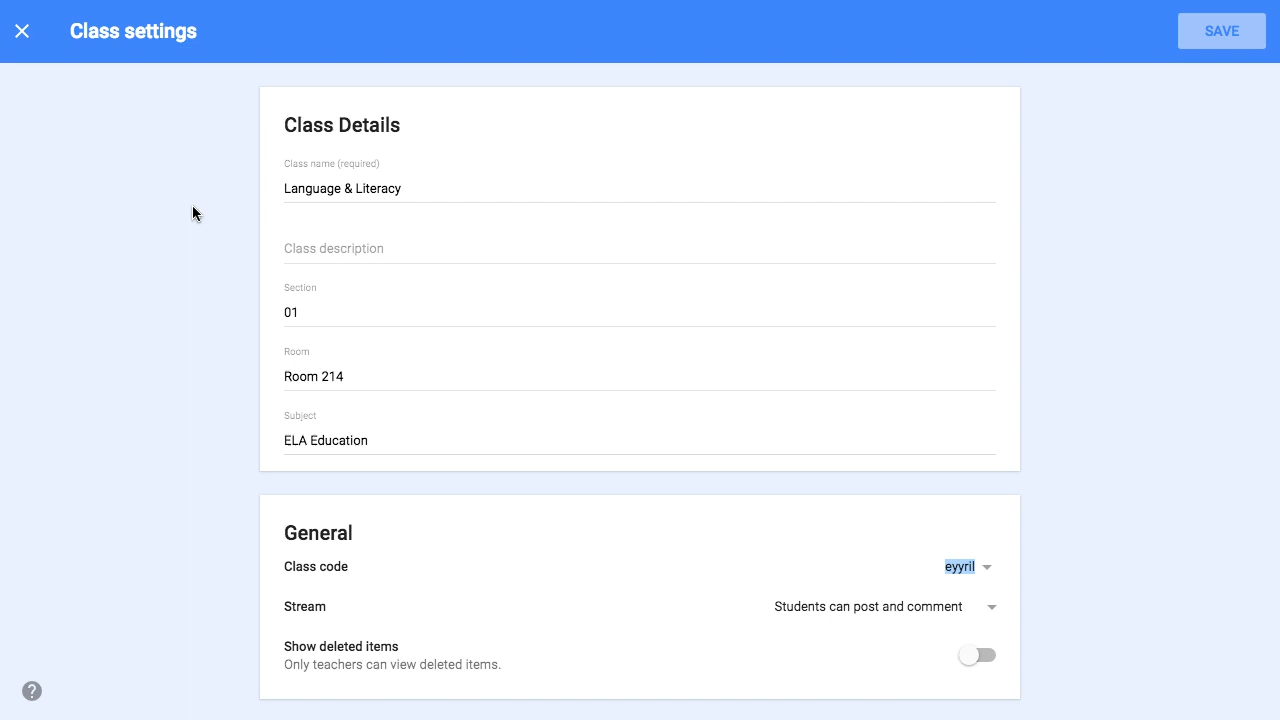 Class settings
SAVE
Class Details
Class name (required)
Language & Literacy
Class description
Section
01
Room
Room 214
Subject
ELA Education
General
Class code
eyyril
Stream
Students can post and comment
Show deleted items
Only teachers can view deleted items.